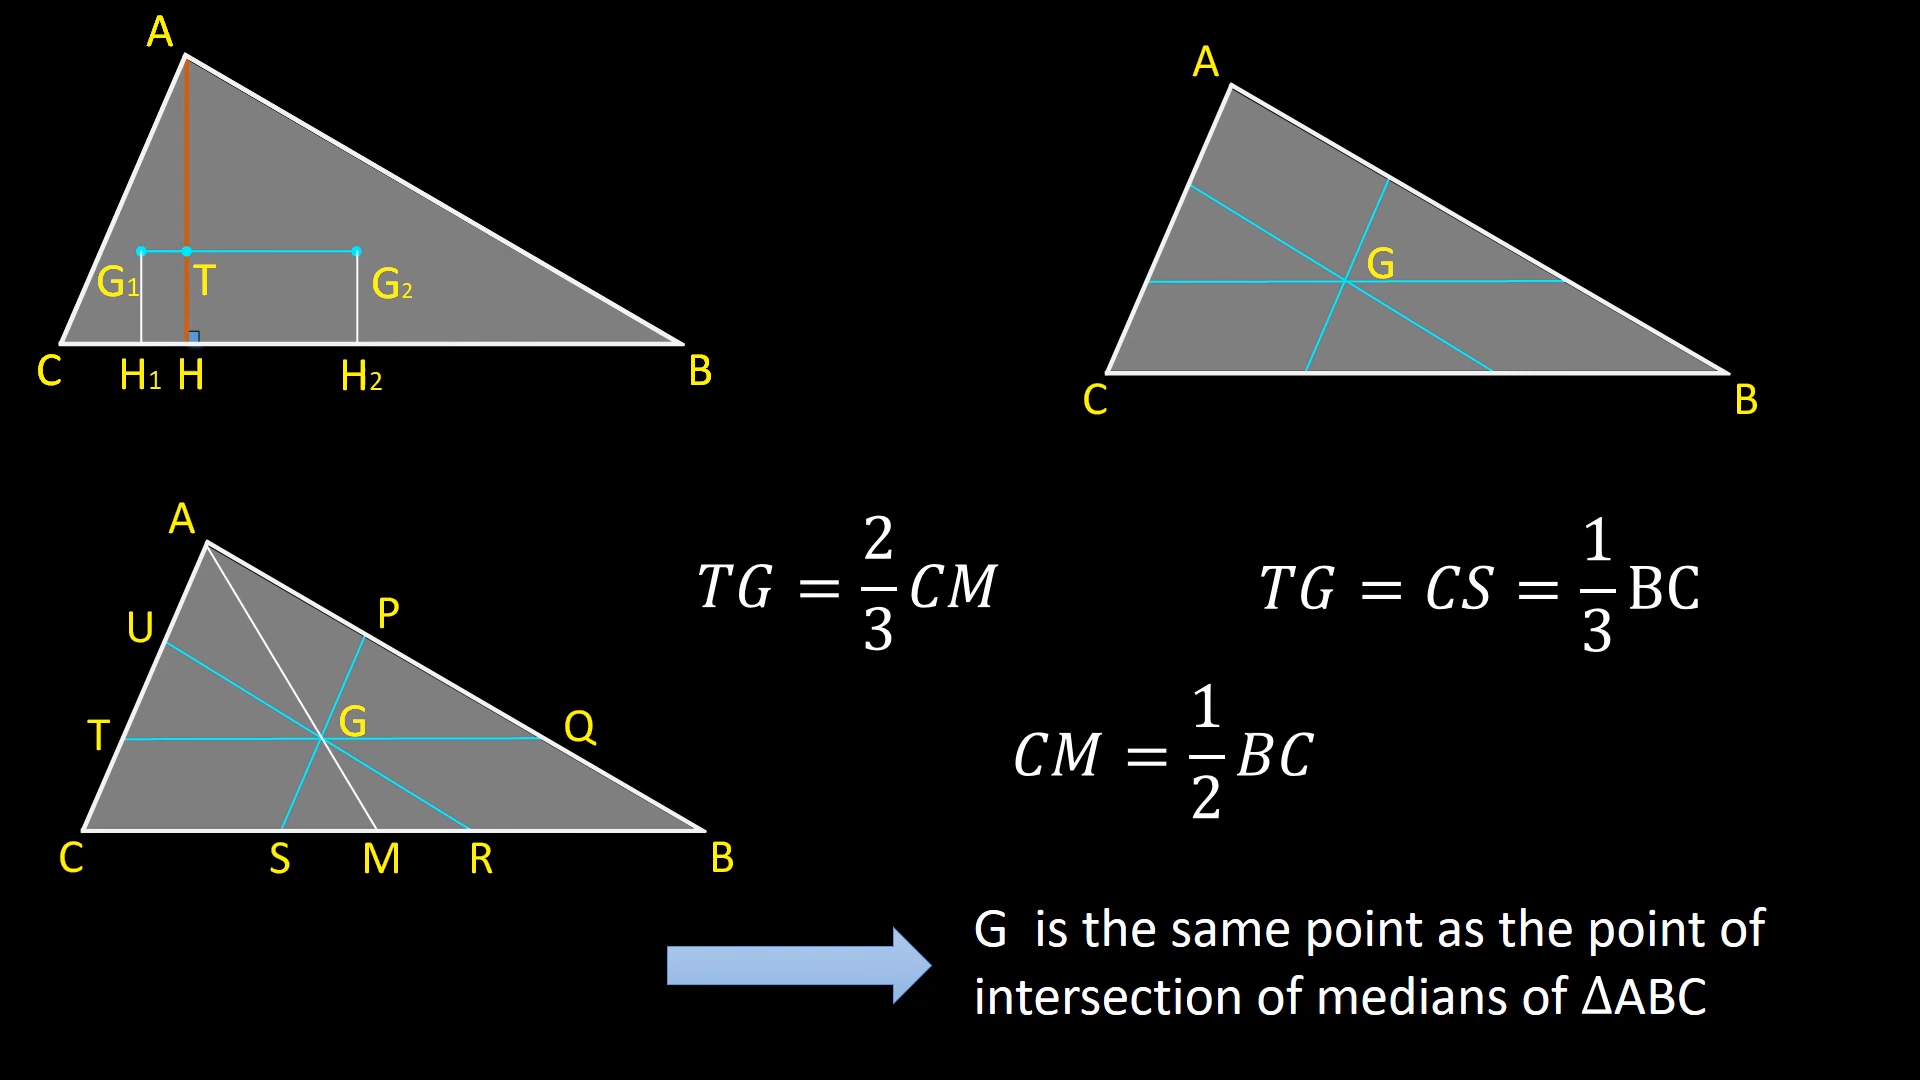 A
G₁ T G₂
C H₁ H H₂ B
A
G
C B
A
U P
T G Q
C S M R B
TG = 2/3 CM
TG = CS = 1/3 BC
CM = 1/2 BC
G is the same point as the point of
intersection of medians of ΔABC